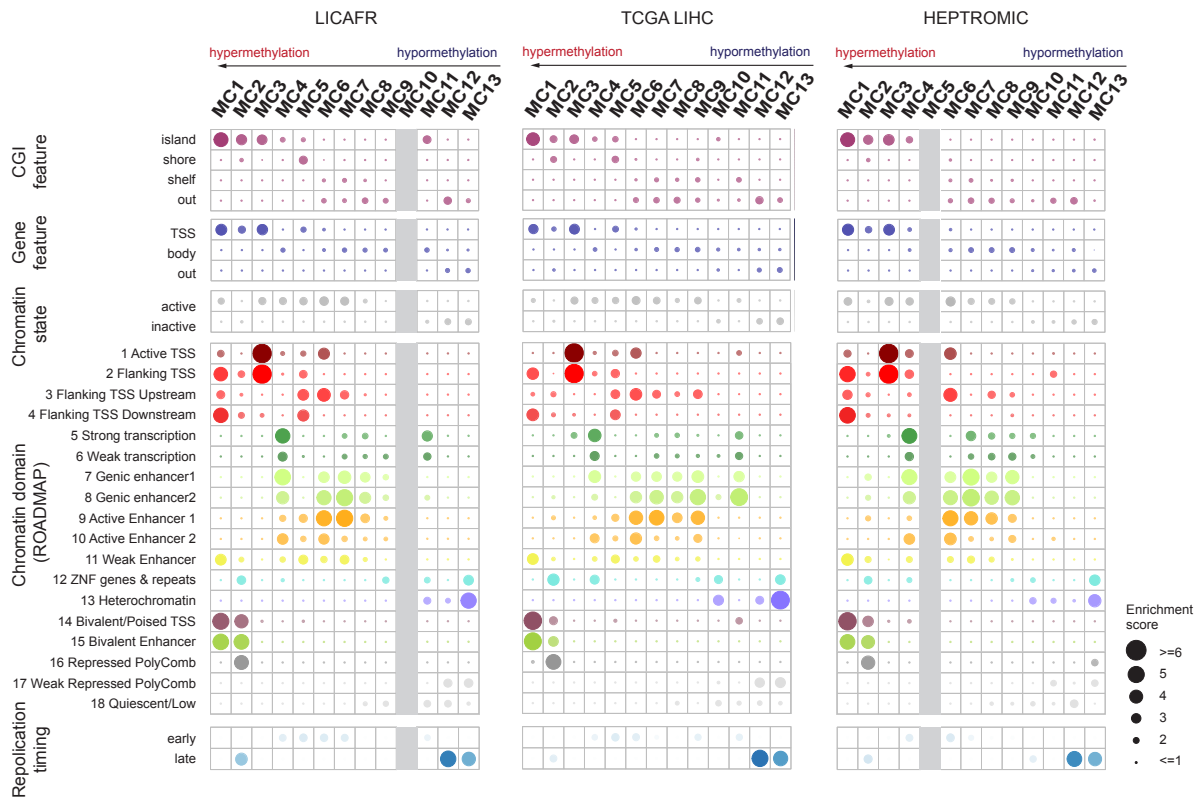 LICAFR
TCGA LIHC
HEPTROMIC
hypermethylation
hypormethylation
hypermethylation
hypormethylation
hypermethylation
hypormethylation
MC1 MC2 MC3 MC4 MC5 MC6 MC7 MC8 MC9 MC10 MC11 MC12 MC13
MC1 MC2 MC3 MC4 MC5 MC6 MC7 MC8 MC9 MC10 MC11 MC12 MC13
MC1 MC2 MC3 MC4 MC5 MC6 MC7 MC8 MC9 MC10 MC11 MC12 MC13
CGI
feature
island
shore
shelf
out
Gene
feature
TSS
body
out
Chromatin
state
active
inactive
Chromatin domain
(ROADMAP)
1 Active TSS
2 Flanking TSS
3 Flanking TSS Upstream
4 Flanking TSS Downstream
5 Strong transcription
6 Weak transcription
7 Genic enhancer1
8 Genic enhancer2
9 Active Enhancer 1
10 Active Enhancer 2
11 Weak Enhancer
12 ZNF genes & repeats
13 Heterochromatin
14 Bivalent/Poised TSS
15 Bivalent Enhancer
16 Repressed PolyComb
17 Weak Repressed PolyComb
18 Quiescent/Low
Repolication
timing
early
late
Enrichment
score
>=6
5
4
3
2
<=1